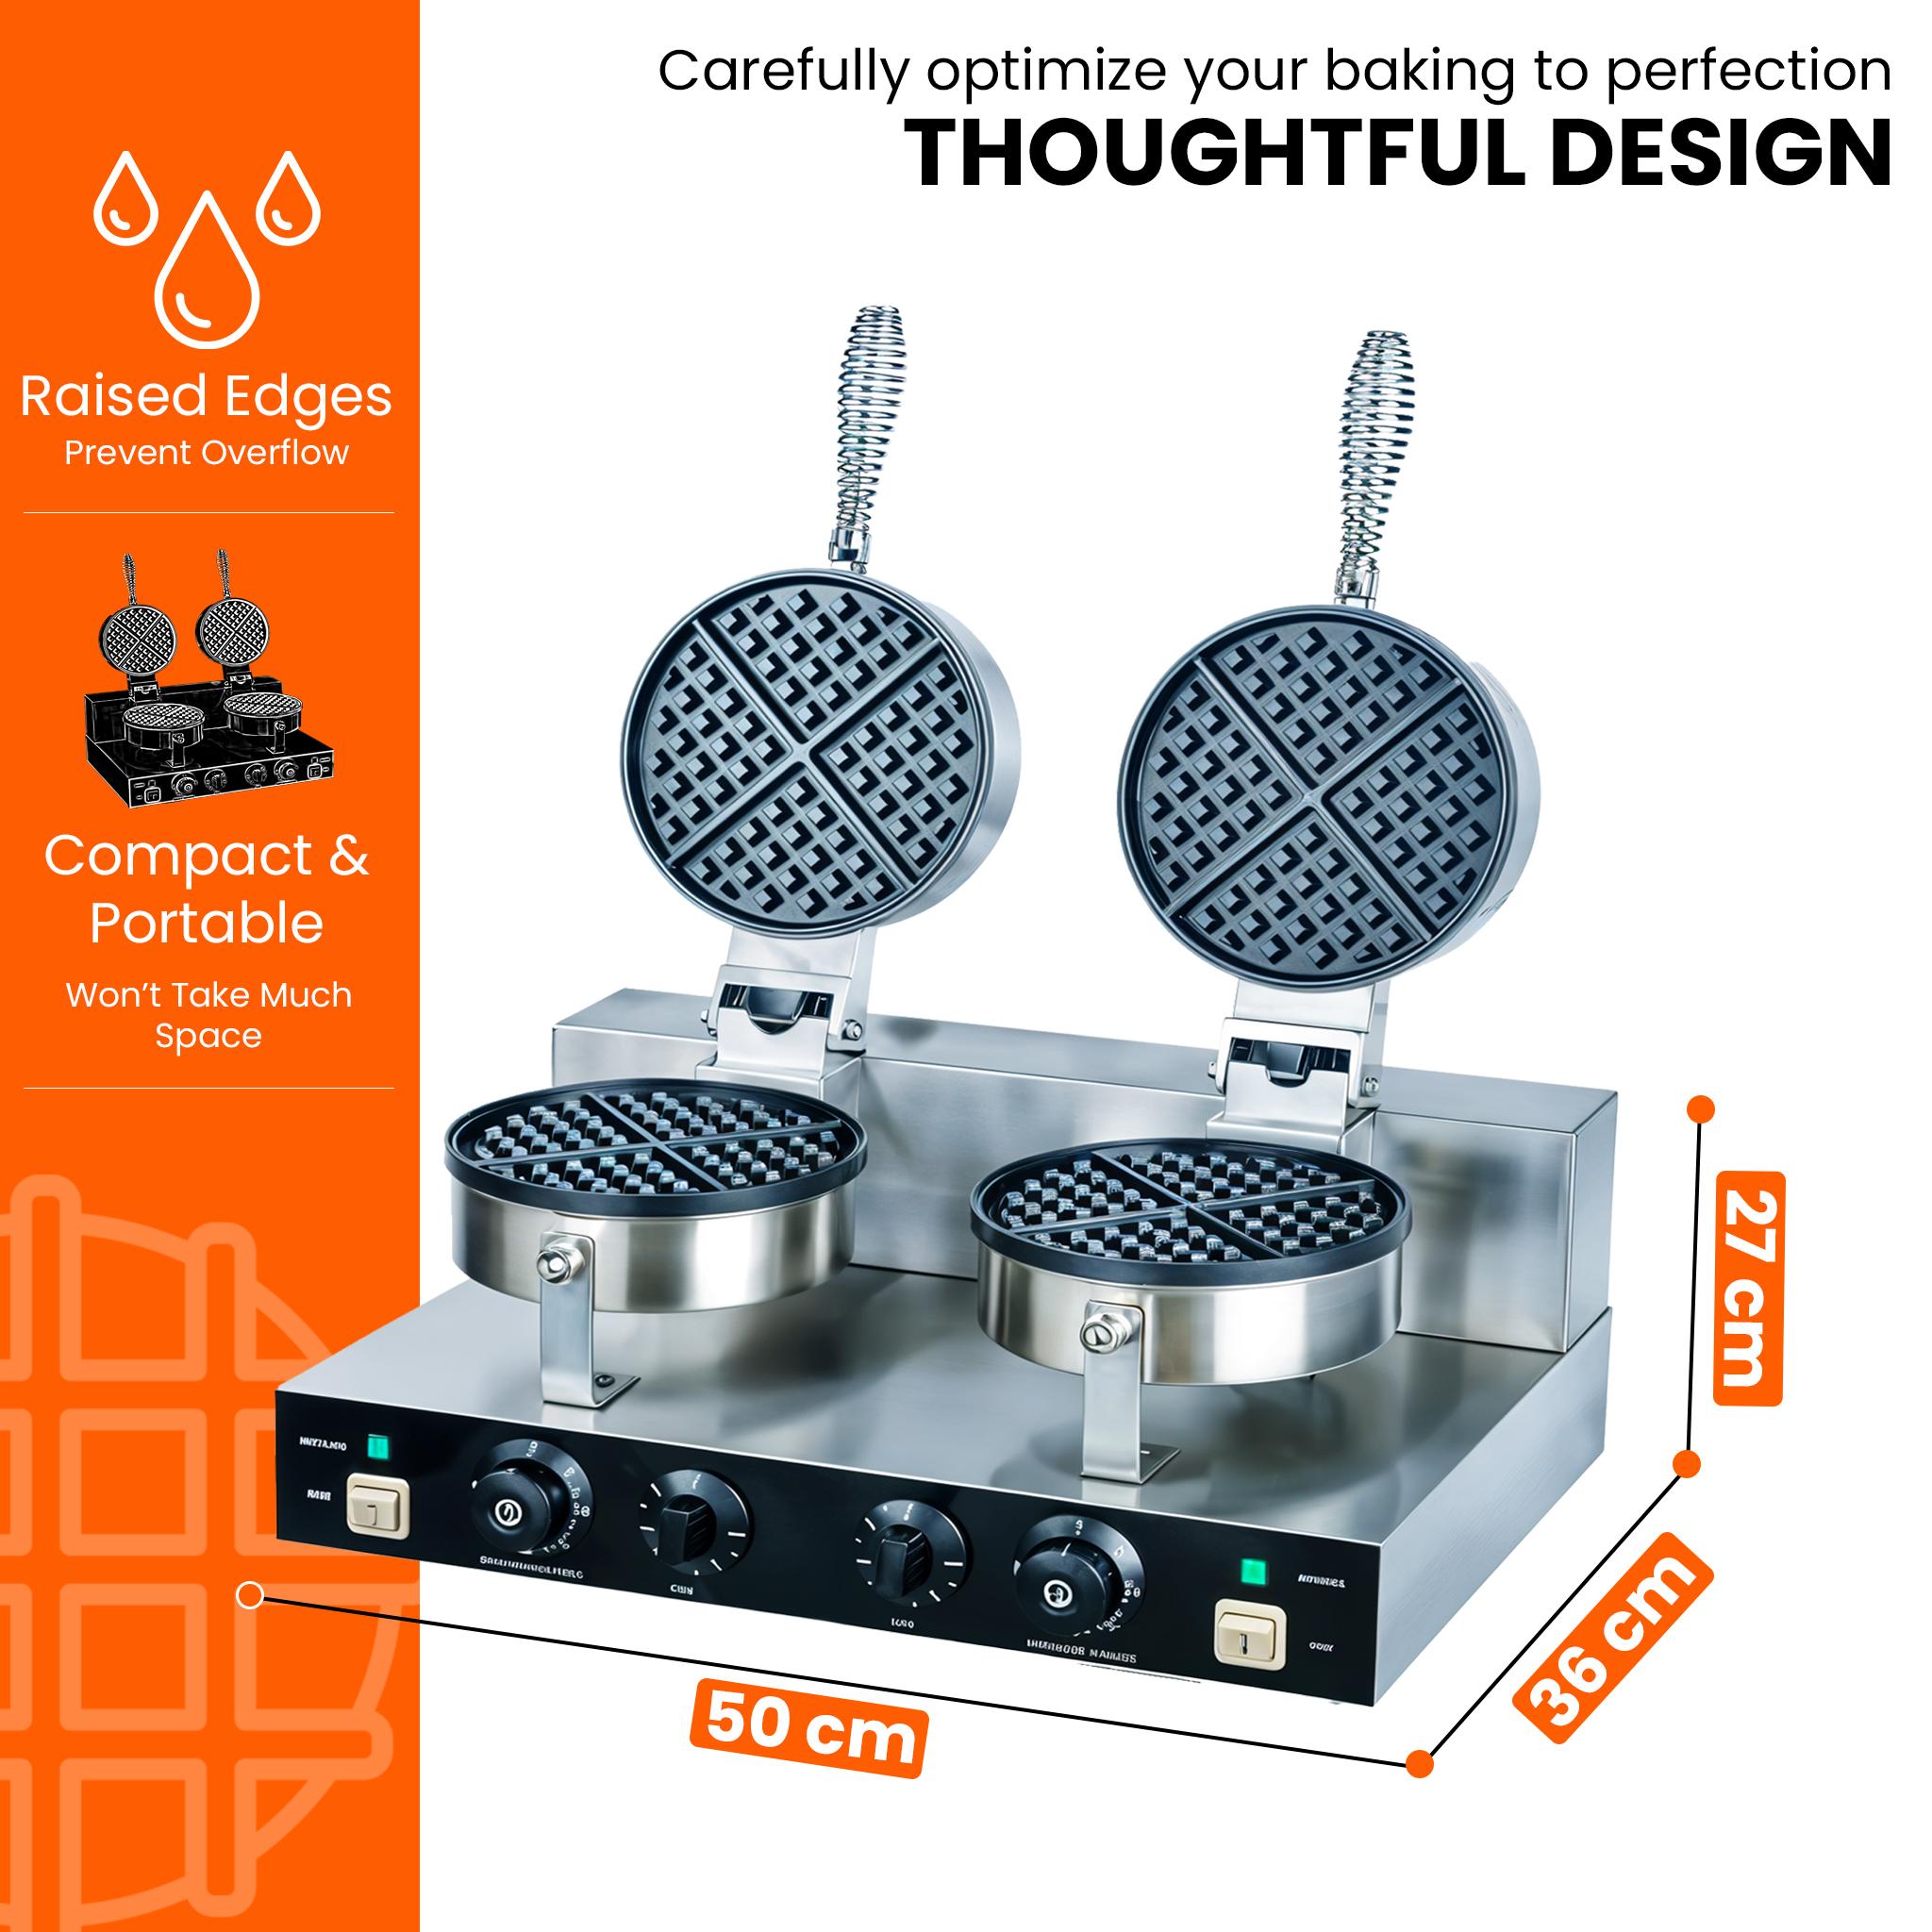 Carefully optimize your baking to perfection
THOUGHTFUL DESIGN
Raised Edges
Prevent Overflow
Compact &
Portable
Won’t Take Much
Space
27 cm
36 cm
50 cm